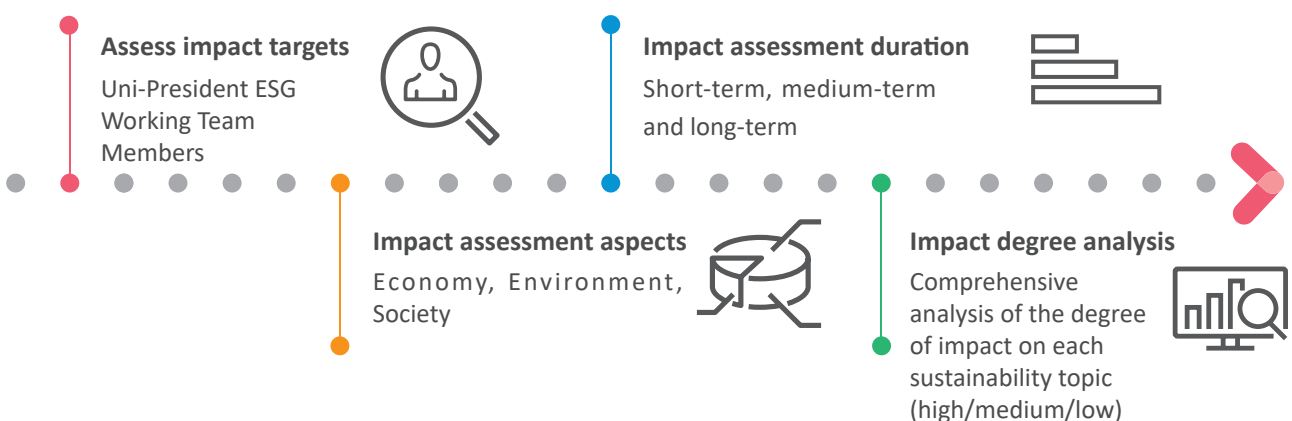 Assess impact targets
Uni-President ESG
Working Team
Members
Impact assessment aspects
Economy, Environment,
Society
Impact assessment duration
Short-term, medium-term
and long-term
Impact degree analysis
Comprehensive
analysis of the degree
of impact on each
sustainability topic
(high/medium/low)